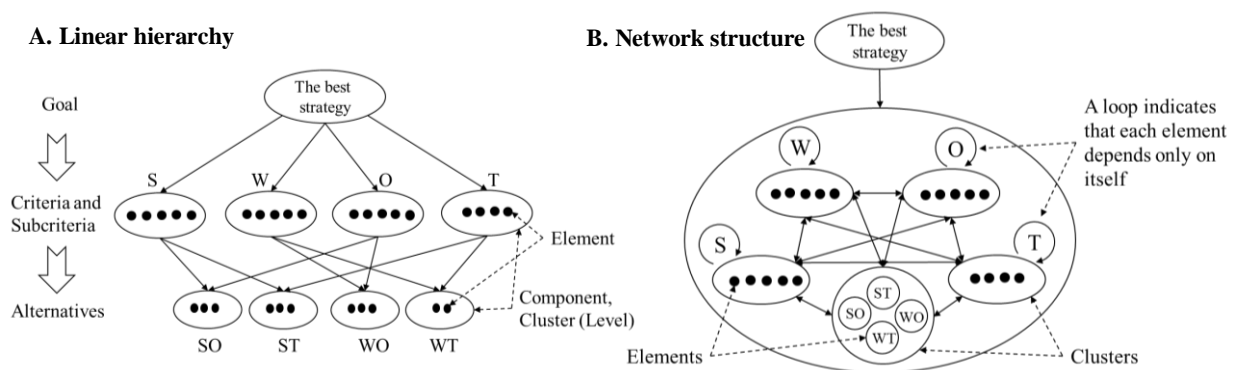 A. Linear hierarchy
Goal
Criteria and
Subcriteria
Alternatives
The best
strategy
S
W
O
T
Element
Component,
Cluster (Level)
SO
ST
WO
WT
B. Network structure
The best
strategy
A loop indicates
that each element
depends only on
itself
W
O
S
T
ST
SO
WO
WT
Elements
Clusters